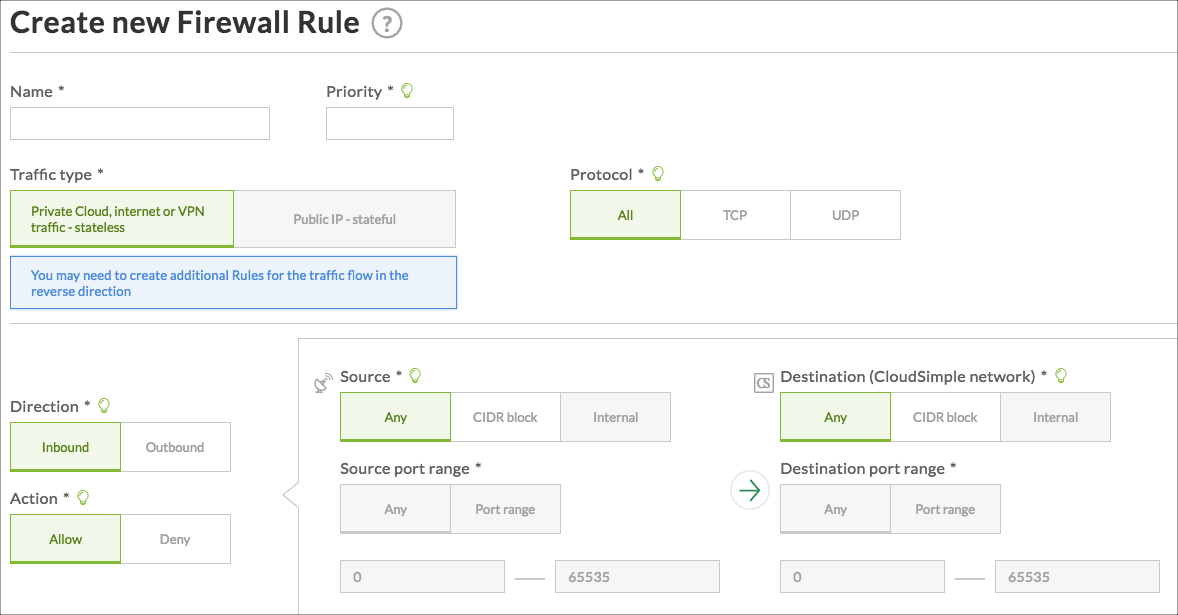 Create new Firewall Rule ?
Name *
Priority *
Traffic type *
Protocol *
Private Cloud, internet or VPN
traffic - stateless
Public IP - stateful
All
TCP
UDP
You may need to create additional Rules for the traffic flow in the
reverse direction
Direction *
Inbound
Outbound
Action *
Allow
Deny
Source *
Any
CIDR block
Internal
Source port range *
Any
Port range
0
65535
CS
Destination (CloudSimple network) *
Any
CIDR block
Internal
Destination port range *
Any
Port range
0
65535